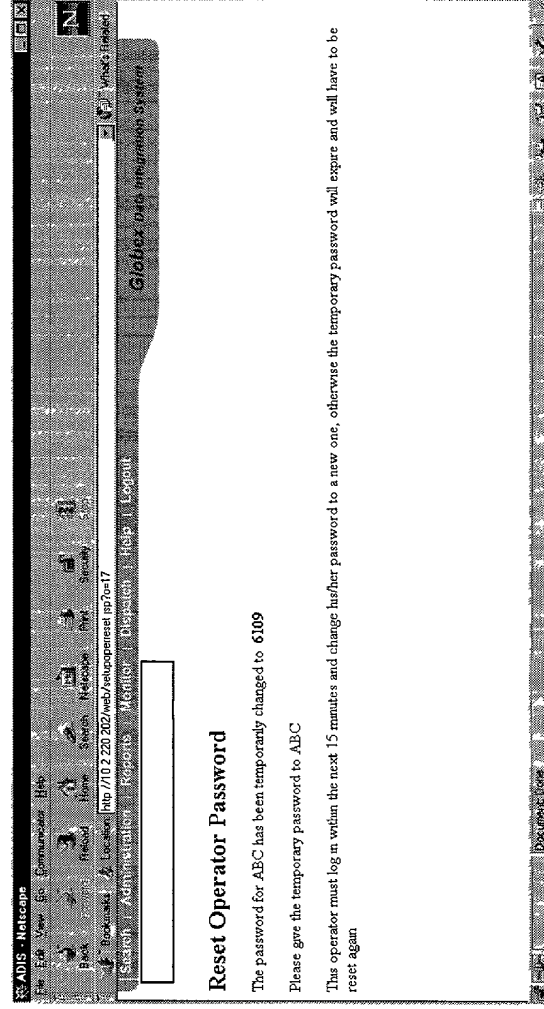 ADIS - Netscape
File Edit View Go Communicator Help
Back Reload Home Search Netscape Print Security Stop
Bookmarks Location http //10 2 220 202/web/setupoperreset jsp?o=17 What's Related
Search | Administration | Reports | Monitor | Dispatch | Help | Logout
Globex Data Integration System
Reset Operator Password
The password for ABC has been temporarily changed to 6109
Please give the temporary password to ABC
This operator must log in within the next 15 minutes and change his/her password to a new one, otherwise the temporary password will expire and will have to be
reset again
Document Done